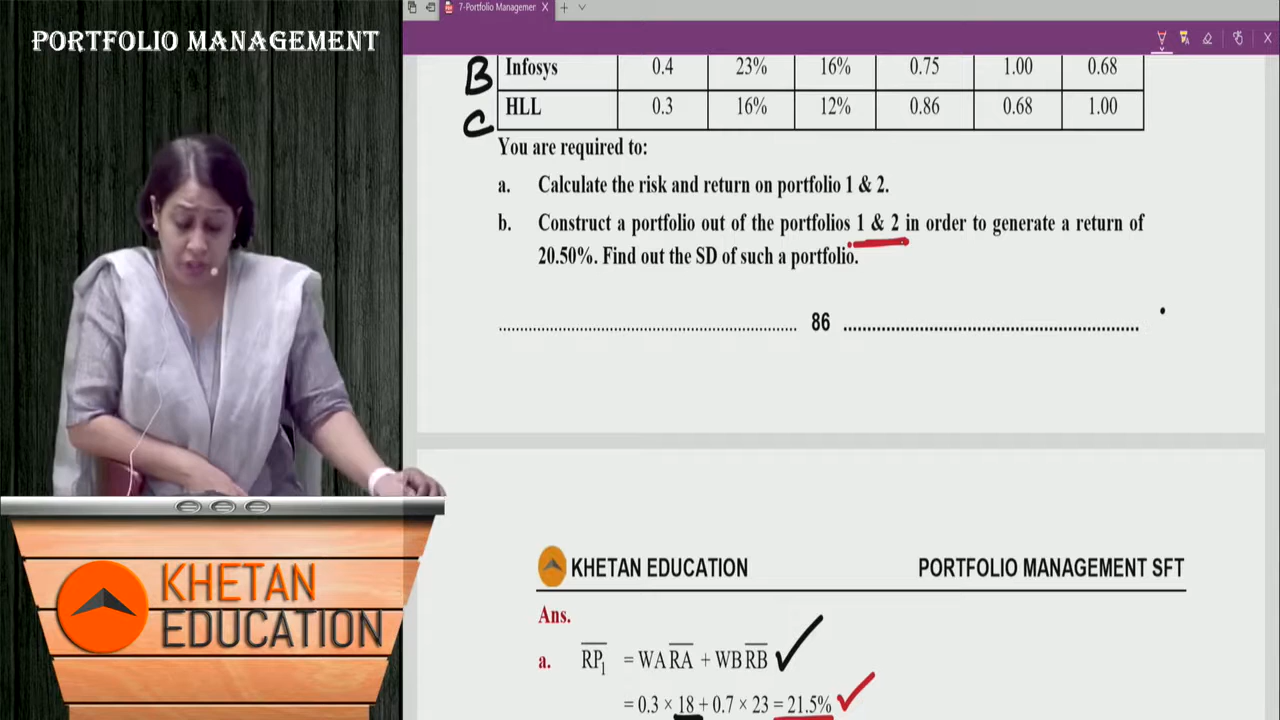 PORTFOLIO MANAGEMENT
7-Portfolio Managemer
B Infosys 0.4 23% 16% 0.75 1.00 0.68
C HLL 0.3 16% 12% 0.86 0.68 1.00
You are required to:
a. Calculate the risk and return on portfolio 1 & 2.
b. Construct a portfolio out of the portfolios 1 & 2 in order to generate a return of
20.50%. Find out the SD of such a portfolio.
86
KHETAN EDUCATION PORTFOLIO MANAGEMENT SFT
Ans.
a. RP1 = WA RA + WB RB
= 0.3 × 18 + 0.7 × 23 = 21.5%
KHETAN
EDUCATION